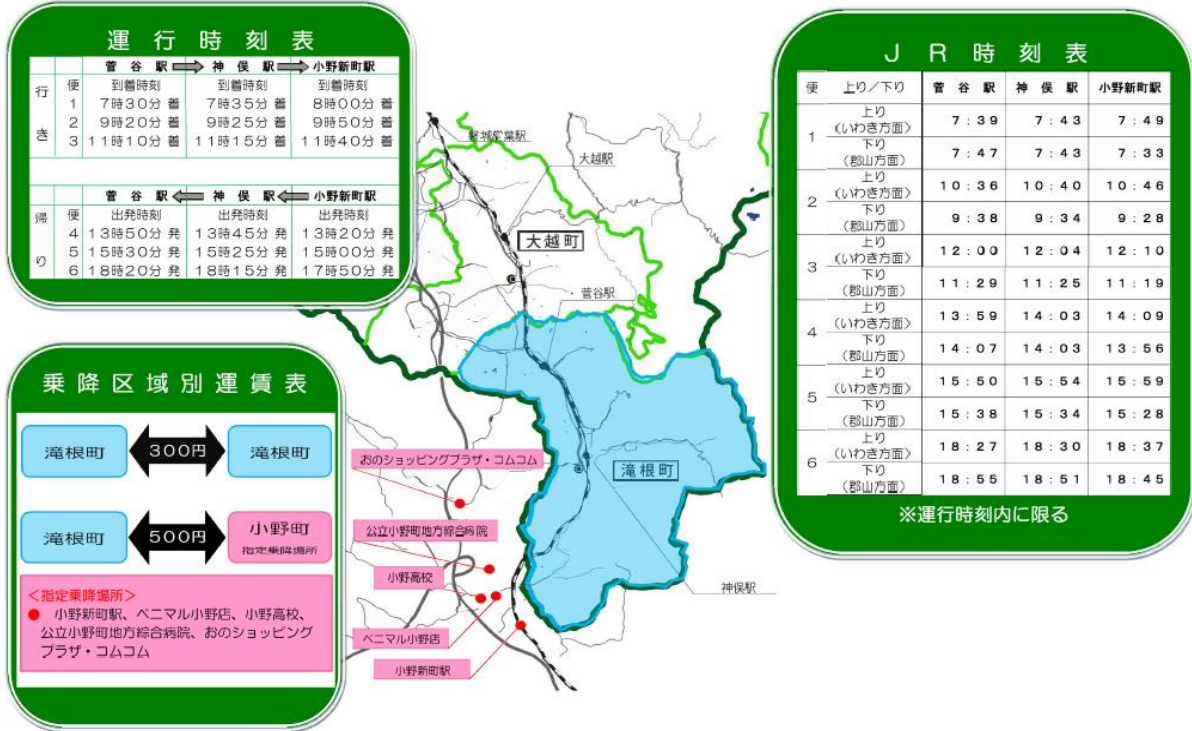 運行時刻表
菅谷駅 神俣駅 小野新町駅
行き 便 到着時刻 到着時刻 到着時刻
1 7時30分 着 7時35分 着 8時00分 着
2 9時20分 着 9時25分 着 9時50分 着
3 11時10分 着 11時15分 着 11時40分 着
菅谷駅 神俣駅 小野新町駅
帰り 便 出発時刻 出発時刻 出発時刻
4 13時50分 発 13時45分 発 13時20分 発
5 15時30分 発 15時25分 発 15時00分 発
6 18時20分 発 18時15分 発 17時50分 発
乗降区域別運賃表
滝根町 300円 滝根町
滝根町 500円 小野町
指定乗降場所
<指定乗降場所>
● 小野新町駅、ベニマル小野店、小野高校、
公立小野町地方綜合病院、おのショッピング
プラザ・コムコム
磐城常葉駅
大越駅
大越町
菅谷駅
滝根町
おのショッピングプラザ・コムコム
公立小野町地方綜合病院
小野高校
神俣駅
ベニマル小野店
小野新町駅
JR時刻表
便 上り/下り 菅谷駅 神俣駅 小野新町駅
1 上り(いわき方面) 7:39 7:43 7:49
下り(郡山方面) 7:47 7:43 7:33
2 上り(いわき方面) 10:36 10:40 10:46
下り(郡山方面) 9:38 9:34 9:28
3 上り(いわき方面) 12:00 12:04 12:10
下り(郡山方面) 11:29 11:25 11:19
4 上り(いわき方面) 13:59 14:03 14:09
下り(郡山方面) 14:07 14:03 13:56
5 上り(いわき方面) 15:50 15:54 15:59
下り(郡山方面) 15:38 15:34 15:28
6 上り(いわき方面) 18:27 18:30 18:37
下り(郡山方面) 18:55 18:51 18:45
※運行時刻内に限る